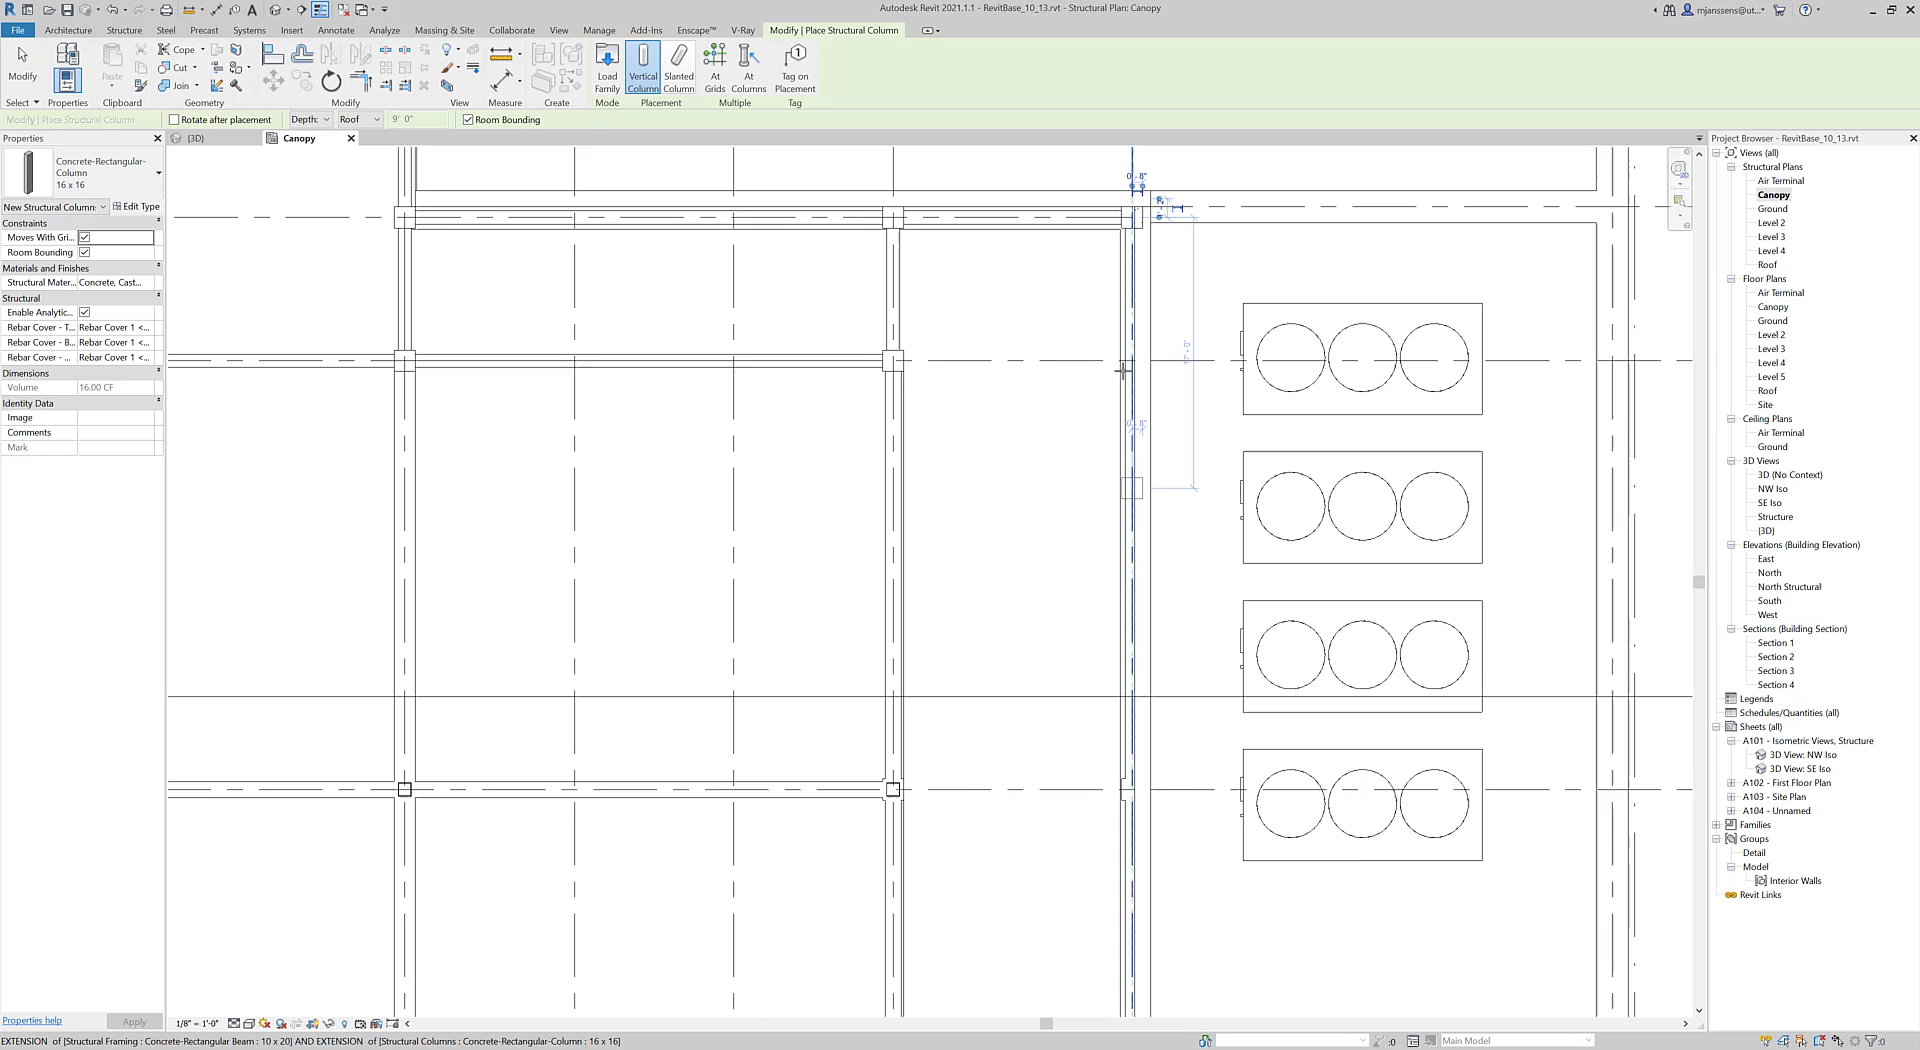 Autodesk Revit 2021.1.1 - RevitBase_10_13.rvt - Structural Plan: Canopy
mjanssens@ut...
File Architecture Structure Steel Precast Systems Insert Annotate Analyze Massing & Site Collaborate View Manage Add-Ins Enscape™ V-Ray Modify | Place Structural Column
Modify Paste Cope Cut Join Load Family Vertical Column Slanted Column At Grids At Columns Tag on Placement
Select Properties Clipboard Geometry Modify View Measure Create Mode Placement Multiple Tag
Modify | Place Structural Column Rotate after placement Depth: Roof 9' 0" Room Bounding
Properties
{3D} Canopy
Concrete-Rectangular-
Column
16 x 16
New Structural Column: Edit Type
Constraints
Moves With Gri...
Room Bounding
Materials and Finishes
Structural Mater... Concrete, Cast...
Structural
Enable Analytic...
Rebar Cover - T... Rebar Cover 1 <...
Rebar Cover - B... Rebar Cover 1 <...
Rebar Cover - ... Rebar Cover 1 <...
Dimensions
Volume 16.00 CF
Identity Data
Image
Comments
Mark
Properties help Apply
0' - 8"
0' - 8"
Project Browser - RevitBase_10_13.rvt
Views (all)
Structural Plans
Air Terminal
Canopy
Ground
Level 2
Level 3
Level 4
Roof
Floor Plans
Air Terminal
Canopy
Ground
Level 2
Level 3
Level 4
Level 5
Roof
Site
Ceiling Plans
Air Terminal
Ground
3D Views
3D (No Context)
NW Iso
SE Iso
Structure
{3D}
Elevations (Building Elevation)
East
North
North Structural
South
West
Sections (Building Section)
Section 1
Section 2
Section 3
Section 4
Legends
Schedules/Quantities (all)
Sheets (all)
A101 - Isometric Views, Structure
3D View: NW Iso
3D View: SE Iso
A102 - First Floor Plan
A103 - Site Plan
A104 - Unnamed
Families
Groups
Detail
Model
Interior Walls
Revit Links
1/8" = 1'-0"
EXTENSION of [Structural Framing : Concrete-Rectangular Beam : 10 x 20] AND EXTENSION of [Structural Columns : Concrete-Rectangular-Column : 16 x 16]
:0 Main Model :0